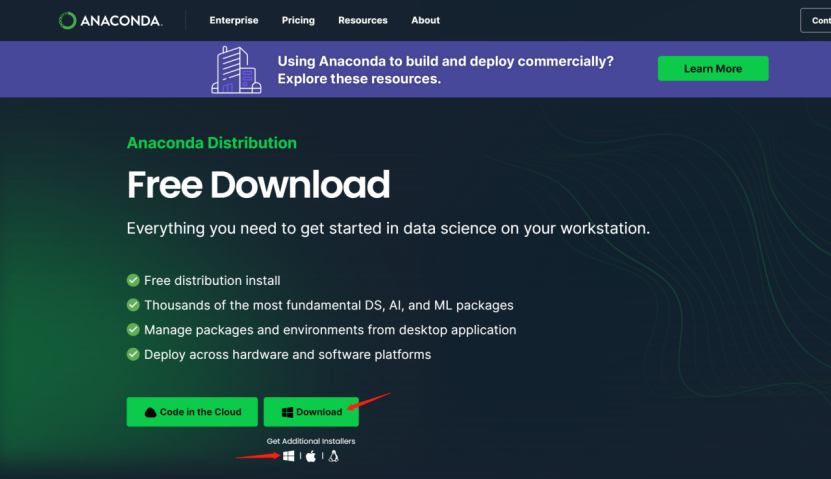 ANACONDA.
Enterprise Pricing Resources About
Using Anaconda to build and deploy commercially?
Explore these resources.
Learn More
Anaconda Distribution
Free Download
Everything you need to get started in data science on your workstation.
Free distribution install
Thousands of the most fundamental DS, AI, and ML packages
Manage packages and environments from desktop application
Deploy across hardware and software platforms
Code in the Cloud
Download
Get Additional Installers
| |